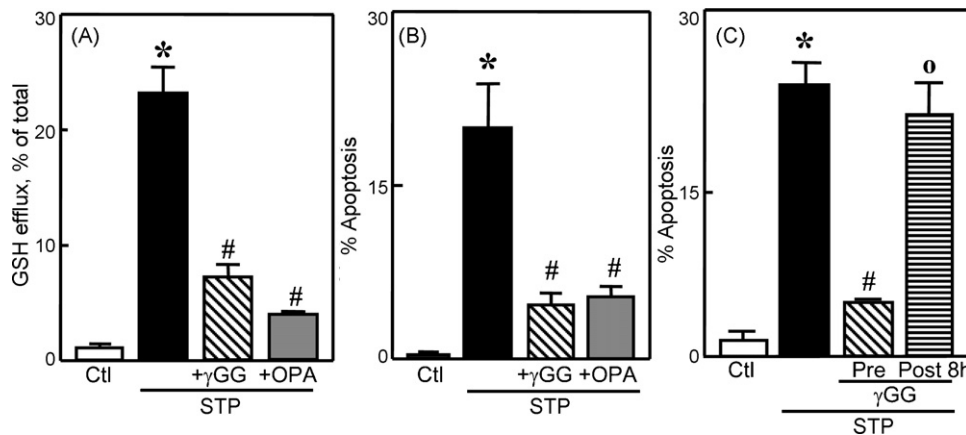 (A)
GSH efflux, % of total
30
20
10
0
*
#
#
Ctl +γGG +OPA
STP
(B)
% Apoptosis
30
15
0
*
#
#
Ctl +γGG +OPA
STP
(C)
% Apoptosis
30
15
0
*
#
o
Ctl Pre Post 8h
γGG
STP